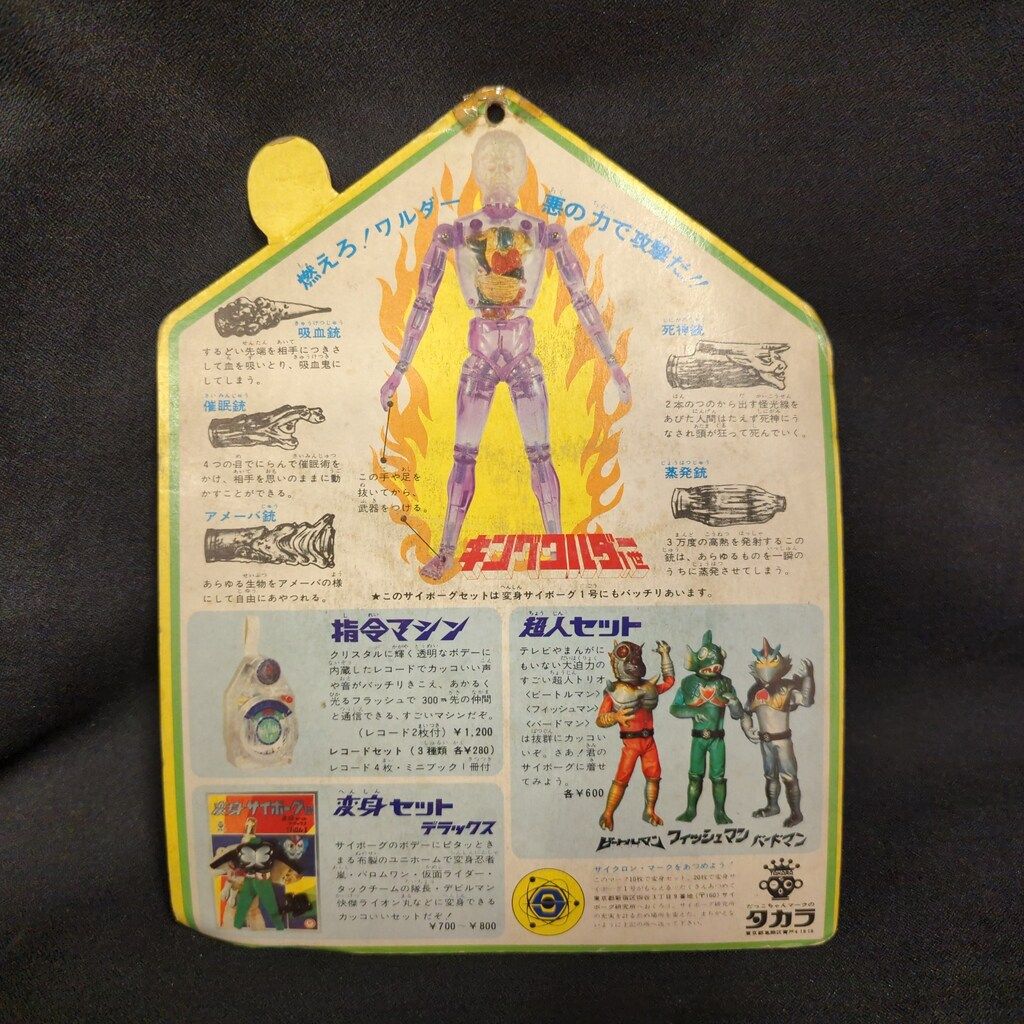 燃えろ!ワルダー
悪の力で攻撃だ!!
吸血銃
するどい先端を相手につきさ
して血を吸いとり、吸血鬼に
してしまう。
催眠銃
4つの目でにらんで催眠術を
かけ、相手を思いのままに動
かすことができる。
アメーバ銃
あらゆる生物をアメーバの様
にして自由にあやつれる。
この手や足を
抜いてから、
武器をつける。
死神銃
2本のつのから出す怪光線を
あびた人間はたえず死神にう
なされ頭が狂って死んでいく。
蒸発銃
3万度の高熱を発射するこの
銃は、あらゆるものを一瞬の
うちに蒸発させてしまう。
キングワルダー1世
★このサイボーグセットは変身サイボーグ1号にもバッチリあいます。
指令マシン
クリスタルに輝く透明なボデーに
内蔵したレコードでカッコいい声
や音がバッチリきこえ、あかるく
光るフラッシュで300m先の仲間
と通信できる、すごいマシンだぞ。
(レコード2枚付)¥1,200
レコードセット(3種類 各¥280)
レコード4枚・ミニブック1冊付
超人セット
テレビやまんがに
もいない大迫力の
すごい超人トリオ
〈ビートルマン〉
〈フィッシュマン〉
〈バードマン〉
は抜群にカッコい
いぞ。さあ!君の
サイボーグに着せ
てみよう。
各¥600
ビートルマン フィッシュマン バードマン
変身セット
デラックス
サイボーグのボデーにピタッとき
まる布製のユニホームで変身忍者
嵐・バロムワン・仮面ライダー・
タックチームの隊長・デビルマン
快傑ライオン丸などに変身できる
カッコいいセットだぞ!
¥700~¥800
変身サイボーグ
サイクロン・マークをあつめよう!
だっこちゃんマークの
タカラ